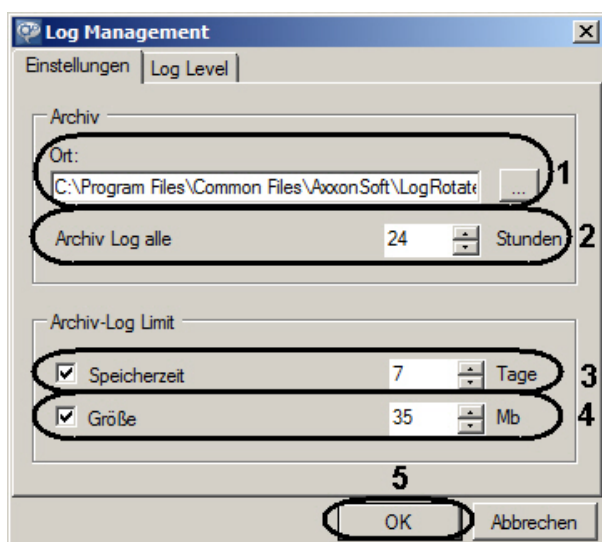 Log Management
Einstellungen Log Level
Archiv
Ort:
C:\Program Files\Common Files\AxxonSoft\LogRotate ... 1
Archiv Log alle 24 Stunden 2
Archiv-Log Limit
Speicherzeit 7 Tage 3
Größe 35 Mb 4
5
OK Abbrechen